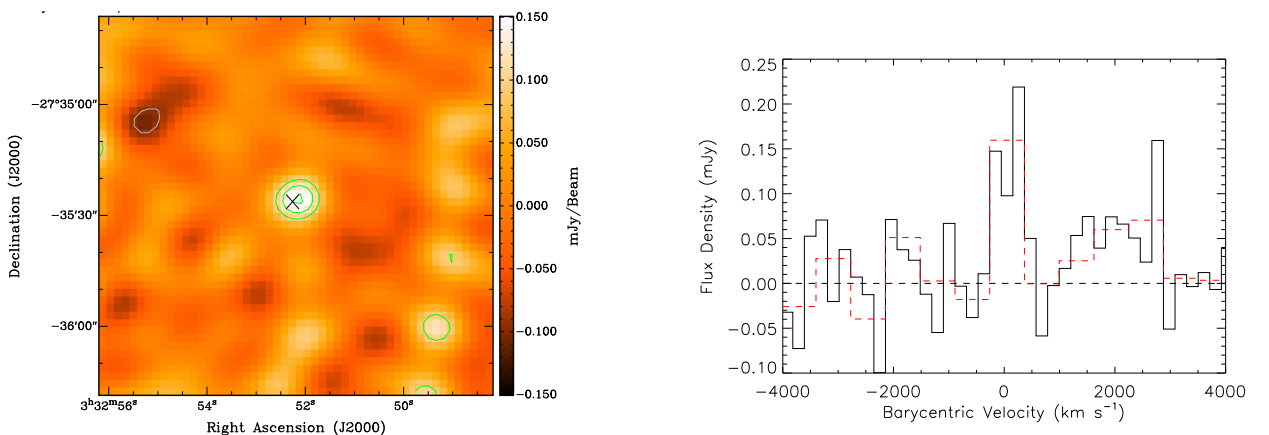 0.150
0.100
0.050
0.000
−0.050
−0.100
−0.150
mJy/Beam
−27°35'00"
−35'30"
−36'00"
Declination (J2000)
3ʰ32ᵐ56ˢ 54ˢ 52ˢ 50ˢ
Right Ascension (J2000)
0.25
0.20
0.15
0.10
0.05
0.00
−0.05
−0.10
Flux Density (mJy)
−4000 −2000 0 2000 4000
Barycentric Velocity (km s⁻¹)